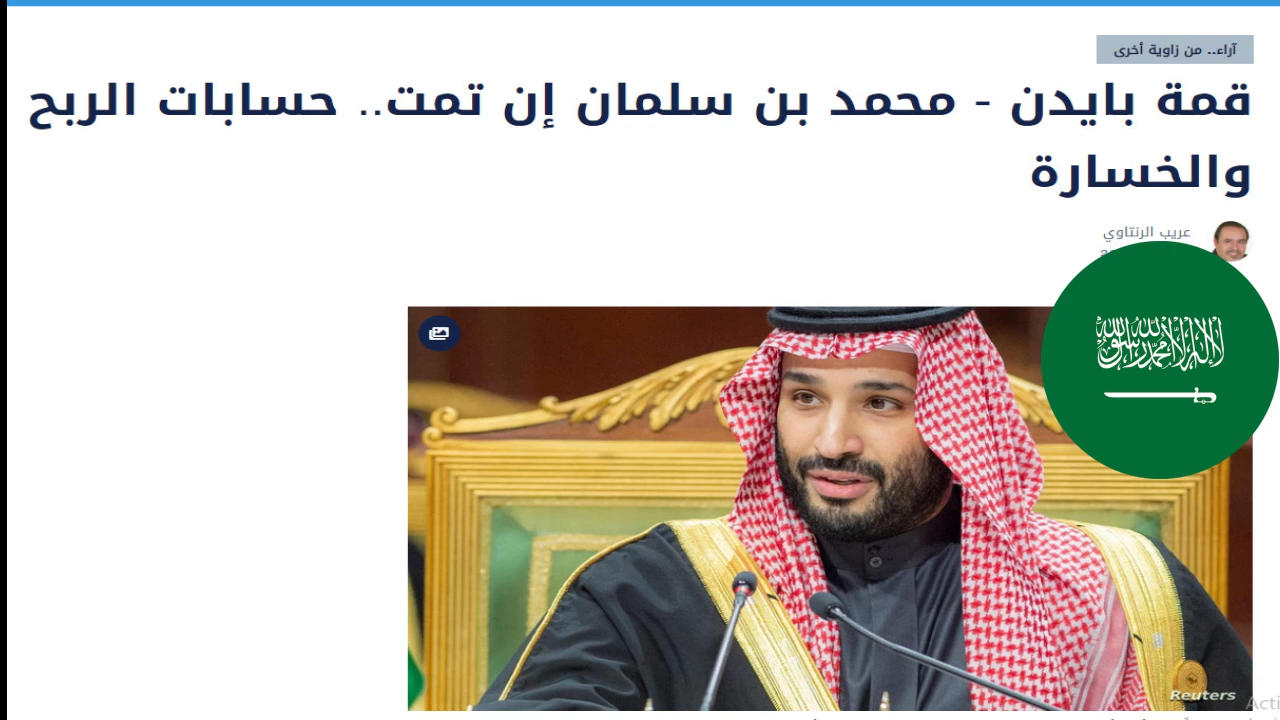 آراء.. من زاوية أخرى
قمة بايدن - محمد بن سلمان إن تمت.. حسابات الربح
والخسارة
عريب الرنتاوي
لا إله إلا الله محمد رسول الله
Reuters
Acti